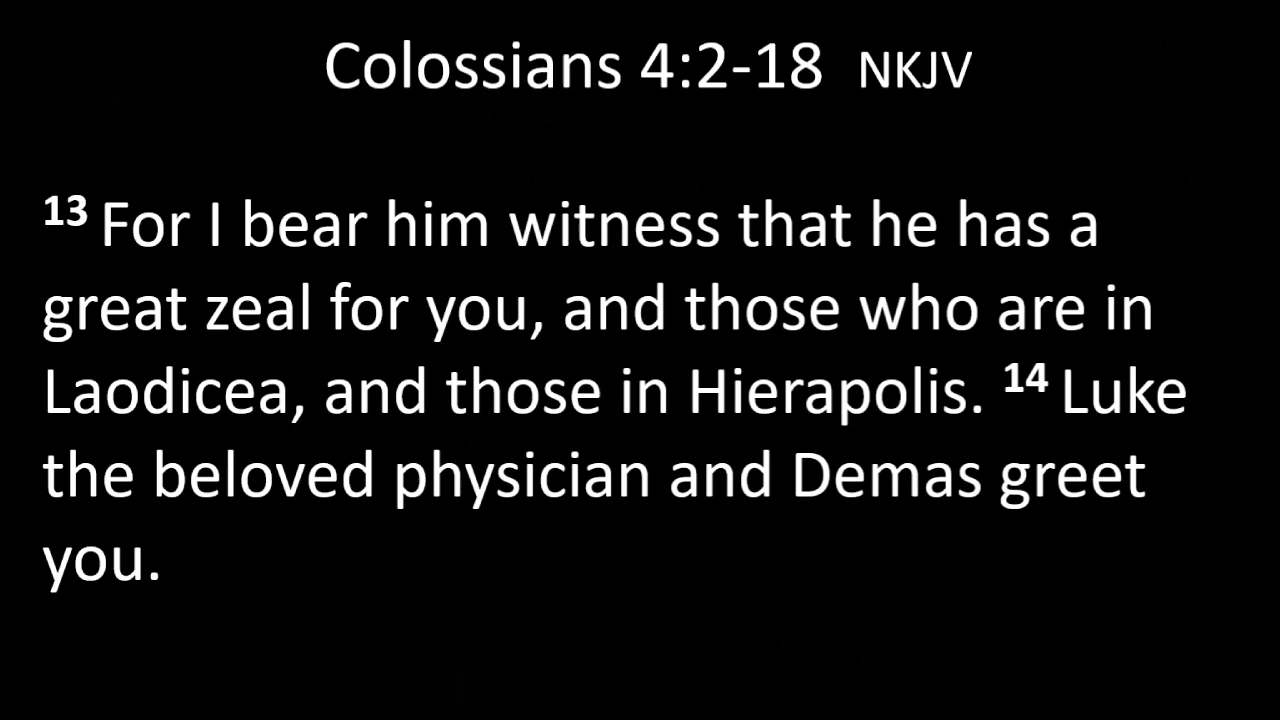 Colossians 4:2-18 NKJV
13 For I bear him witness that he has a
great zeal for you, and those who are in
Laodicea, and those in Hierapolis. 14 Luke
the beloved physician and Demas greet
you.